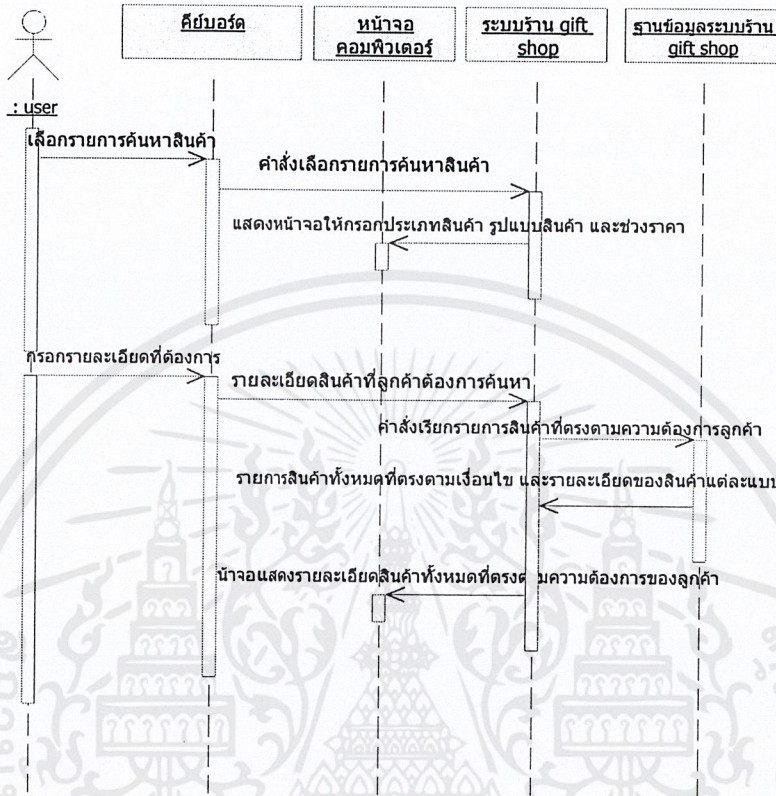 คีย์บอร์ด
หน้าจอ
คอมพิวเตอร์
ระบบร้าน gift
shop
ฐานข้อมูลระบบร้าน
gift shop
: user
เลือกรายการค้นหาสินค้า
คำสั่งเลือกรายการค้นหาสินค้า
แสดงหน้าจอให้กรอกประเภทสินค้า รูปแบบสินค้า และช่วงราคา
กรอกรายละเอียดที่ต้องการ
รายละเอียดสินค้าที่ลูกค้าต้องการค้นหา
คำสั่งเรียกรายการสินค้าที่ตรงตามความต้องการลูกค้า
รายการสินค้าทั้งหมดที่ตรงตามเงื่อนไข และรายละเอียดของสินค้าแต่ละแบบ
น้าจอแสดงรายละเอียดสินค้าทั้งหมดที่ตรงตามความต้องการของลูกค้า